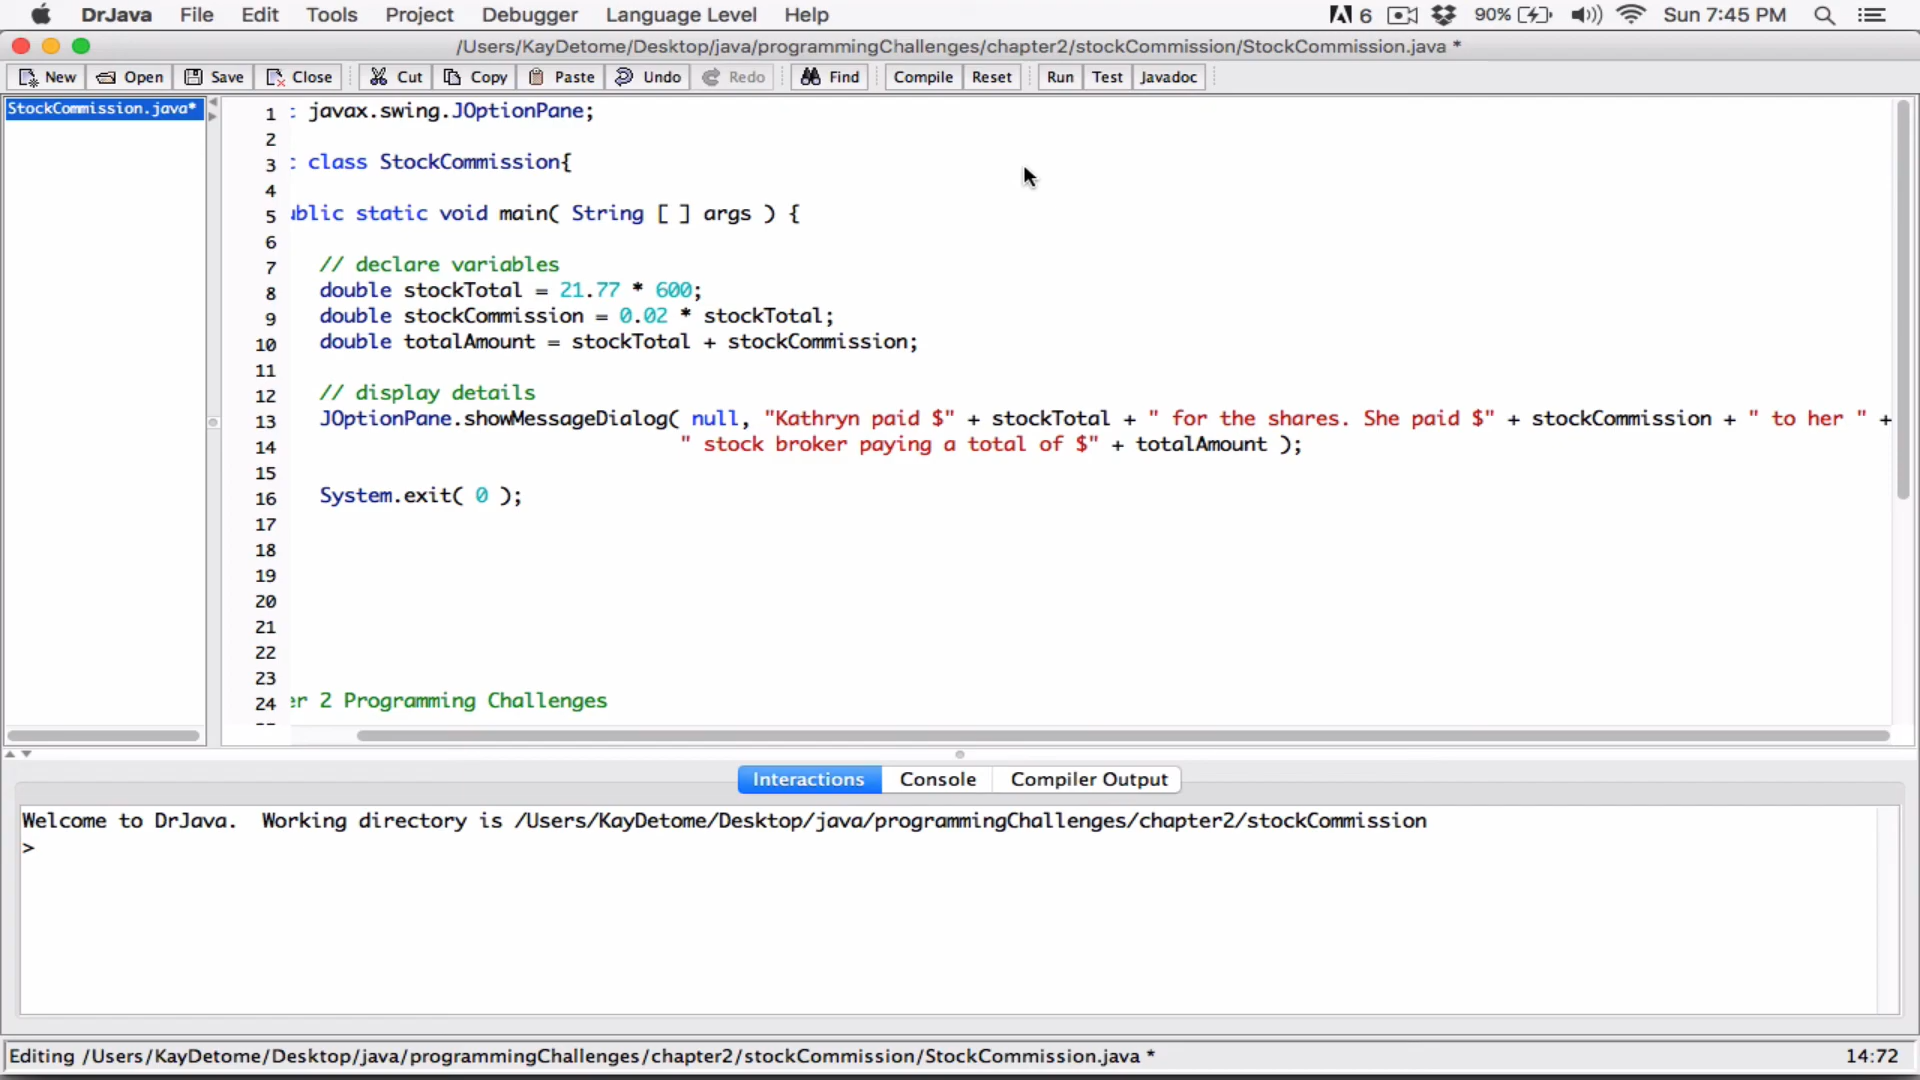 DrJava File Edit Tools Project Debugger Language Level Help 6 90% Sun 7:45 PM
/Users/KayDetome/Desktop/java/programmingChallenges/chapter2/stockCommission/StockCommission.java *
New Open Save Close Cut Copy Paste Undo Redo Find Compile Reset Run Test Javadoc
StockCommission.java*
1 javax.swing.JOptionPane;
2
3 class StockCommission{
4
5 ublic static void main( String [ ] args ) {
6
7 // declare variables
8 double stockTotal = 21.77 * 600;
9 double stockCommission = 0.02 * stockTotal;
10 double totalAmount = stockTotal + stockCommission;
11
12 // display details
13 JOptionPane.showMessageDialog( null, "Kathryn paid $" + stockTotal + " for the shares. She paid $" + stockCommission + " to her " +
14 " stock broker paying a total of $" + totalAmount );
15
16 System.exit( 0 );
17
18
19
20
21
22
23
24 er 2 Programming Challenges
Interactions Console Compiler Output
Welcome to DrJava. Working directory is /Users/KayDetome/Desktop/java/programmingChallenges/chapter2/stockCommission
>
Editing /Users/KayDetome/Desktop/java/programmingChallenges/chapter2/stockCommission/StockCommission.java * 14:72